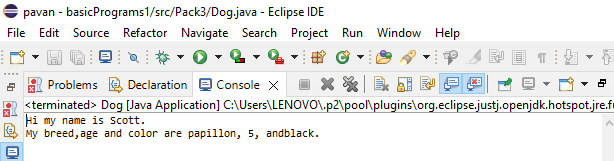 pavan - basicPrograms1/src/Pack3/Dog.java - Eclipse IDE
File Edit Source Refactor Navigate Search Project Run Window Help
Problems Declaration Console
<terminated> Dog [Java Application] C:\Users\LENOVO\.p2\pool\plugins\org.eclipse.justj.openjdk.hotspot.jre.fu
Hi my name is Scott.
My breed,age and color are papillon, 5, andblack.